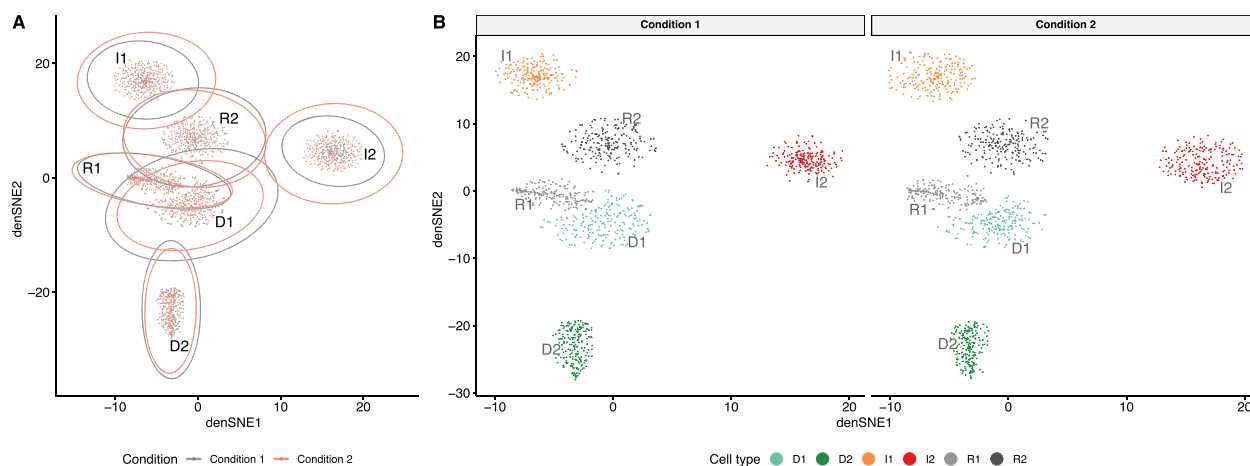 A
I1
R2
I2
R1
D1
D2
20
0
−20
−10
0
10
20
denSNE2
denSNE1
Condition
Condition 1
Condition 2
B
Condition 1
Condition 2
20
10
0
−10
−20
−30
denSNE2
I1
R2
I2
R1
D1
D2
I1
R2
I2
R1
D1
D2
−10
0
10
20
−10
0
10
20
denSNE1
Cell type
D1
D2
I1
I2
R1
R2